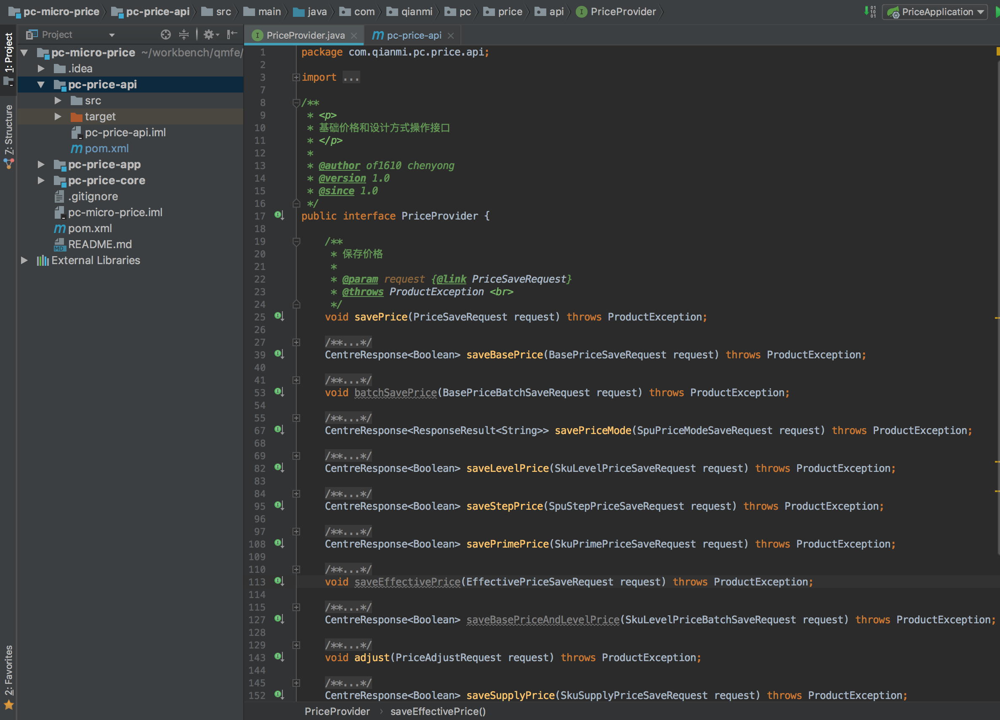 pc-micro-price pc-price-api src main java com qianmi pc price api PriceProvider PriceApplication
1: Project
7: Structure
2: Favorites
Project
pc-micro-price ~/workbench/qmfe/
.idea
pc-price-api
src
target
pc-price-api.iml
pom.xml
pc-price-app
pc-price-core
.gitignore
pc-micro-price.iml
pom.xml
README.md
External Libraries
PriceProvider.java pc-price-api
1 package com.qianmi.pc.price.api;
2
3 import ...
7
8 /**
9 * <p>
10 * 基础价格和设计方式操作接口
11 * </p>
12 *
13 * @author of1610 chenyong
14 * @version 1.0
15 * @since 1.0
16 */
17 public interface PriceProvider {
18
19 /**
20 * 保存价格
21 *
22 * @param request {@link PriceSaveRequest}
23 * @throws ProductException <br>
24 */
25 void savePrice(PriceSaveRequest request) throws ProductException;
26
27 /**...*/
39 CentreResponse<Boolean> saveBasePrice(BasePriceSaveRequest request) throws ProductException;
40
41 /**...*/
53 void batchSavePrice(BasePriceBatchSaveRequest request) throws ProductException;
54
55 /**...*/
67 CentreResponse<ResponseResult<String>> savePriceMode(SpuPriceModeSaveRequest request) throws ProductException;
68
69 /**...*/
82 CentreResponse<Boolean> saveLevelPrice(SkuLevelPriceSaveRequest request) throws ProductException;
83
84 /**...*/
95 CentreResponse<Boolean> saveStepPrice(SpuStepPriceSaveRequest request) throws ProductException;
96
97 /**...*/
108 CentreResponse<Boolean> savePrimePrice(SkuPrimePriceSaveRequest request) throws ProductException;
109
110 /**...*/
113 void saveEffectivePrice(EffectivePriceSaveRequest request) throws ProductException;
114
115 /**...*/
127 CentreResponse<Boolean> saveBasePriceAndLevelPrice(SkuLevelPriceBatchSaveRequest request) throws ProductException;
128
129 /**...*/
143 void adjust(PriceAdjustRequest request) throws ProductException;
144
145 /**...*/
152 CentreResponse<Boolean> saveSupplyPrice(SkuSupplyPriceSaveRequest request) throws ProductException;
PriceProvider › saveEffectivePrice()